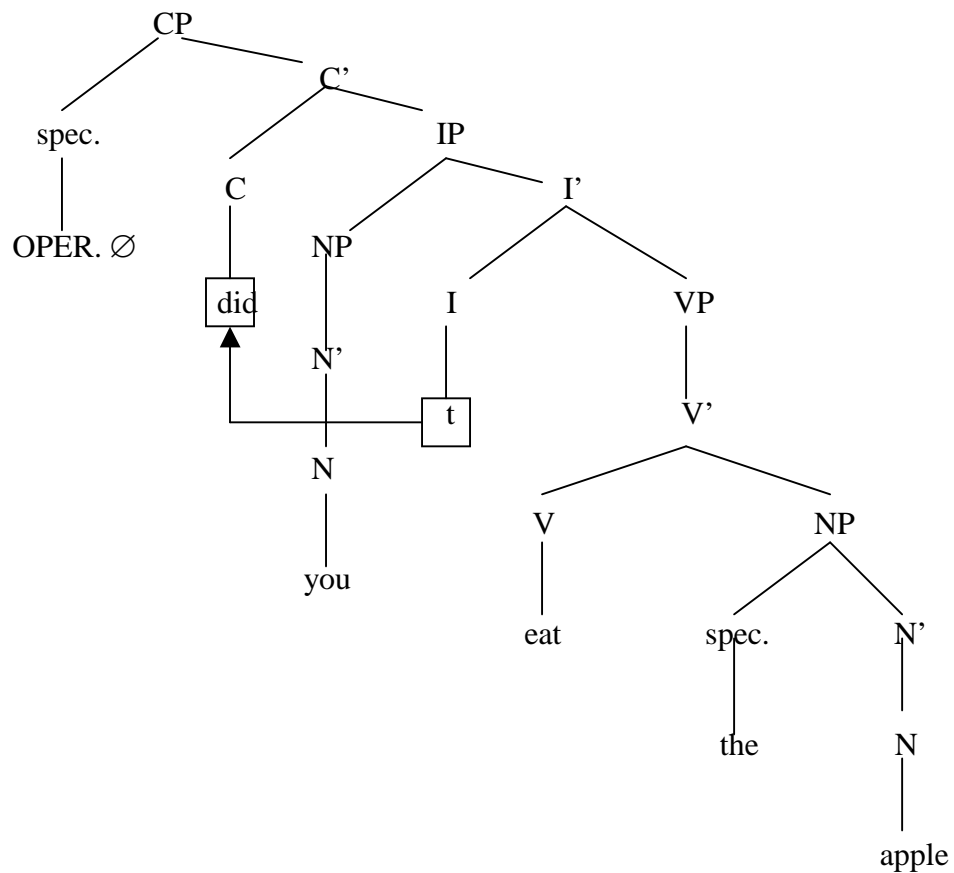 CP
C’
spec.
IP
C
I’
OPER. ∅
NP
did
I
VP
N’
t
V’
N
V
NP
you
eat
spec.
N’
the
N
apple